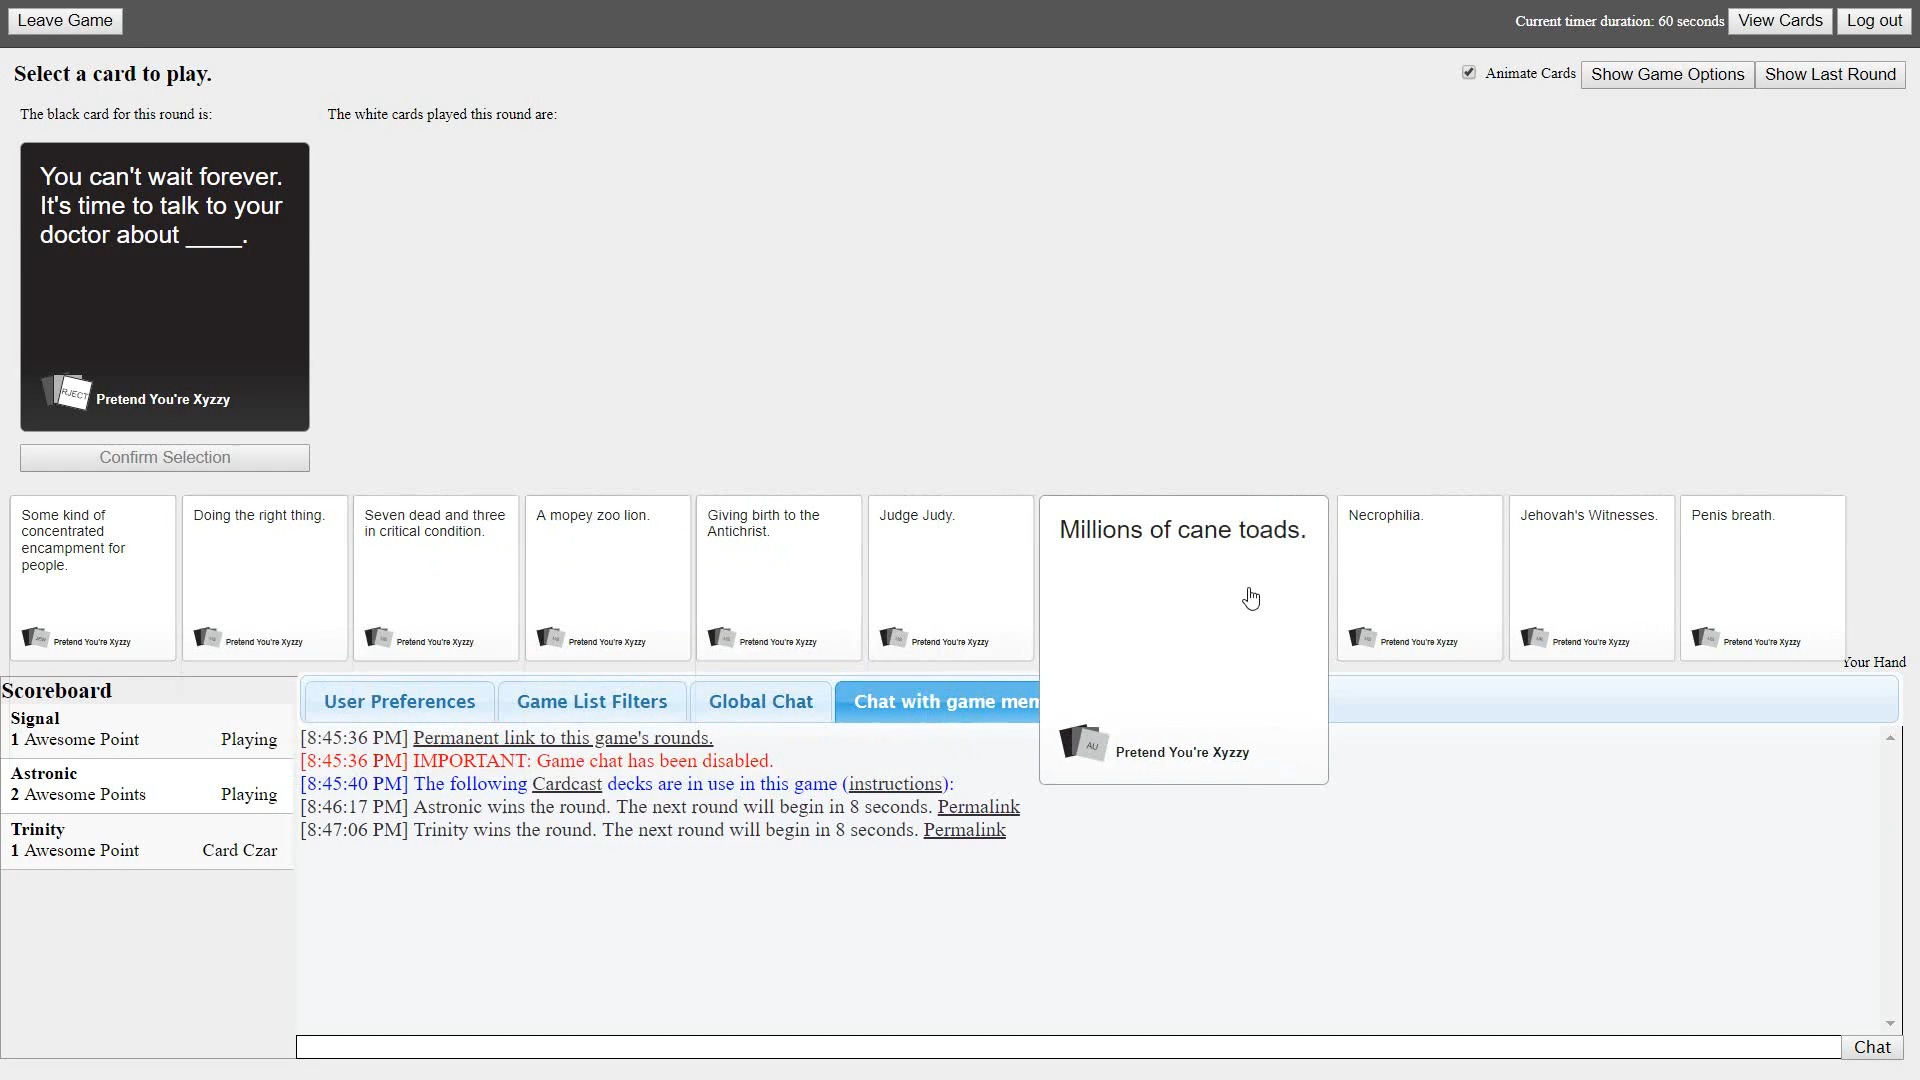 Leave Game
Current timer duration: 60 seconds
View Cards
Log out
Select a card to play.
Animate Cards
Show Game Options
Show Last Round
The black card for this round is:
The white cards played this round are:
You can't wait forever.
It's time to talk to your
doctor about ____.
Pretend You're Xyzzy
Confirm Selection
Some kind of
concentrated
encampment for
people.
Pretend You're Xyzzy
Doing the right thing.
Pretend You're Xyzzy
Seven dead and three
in critical condition.
Pretend You're Xyzzy
A mopey zoo lion.
Pretend You're Xyzzy
Giving birth to the
Antichrist.
Pretend You're Xyzzy
Judge Judy.
Pretend You're Xyzzy
Millions of cane toads.
AU
Pretend You're Xyzzy
Necrophilia.
Pretend You're Xyzzy
Jehovah's Witnesses.
Pretend You're Xyzzy
Penis breath.
Pretend You're Xyzzy
Your Hand
Scoreboard
Signal
1 Awesome Point Playing
Astronic
2 Awesome Points Playing
Trinity
1 Awesome Point Card Czar
User Preferences
Game List Filters
Global Chat
Chat with game mem
[8:45:36 PM] Permanent link to this game's rounds.
[8:45:36 PM] IMPORTANT: Game chat has been disabled.
[8:45:40 PM] The following Cardcast decks are in use in this game (instructions):
[8:46:17 PM] Astronic wins the round. The next round will begin in 8 seconds. Permalink
[8:47:06 PM] Trinity wins the round. The next round will begin in 8 seconds. Permalink
Chat